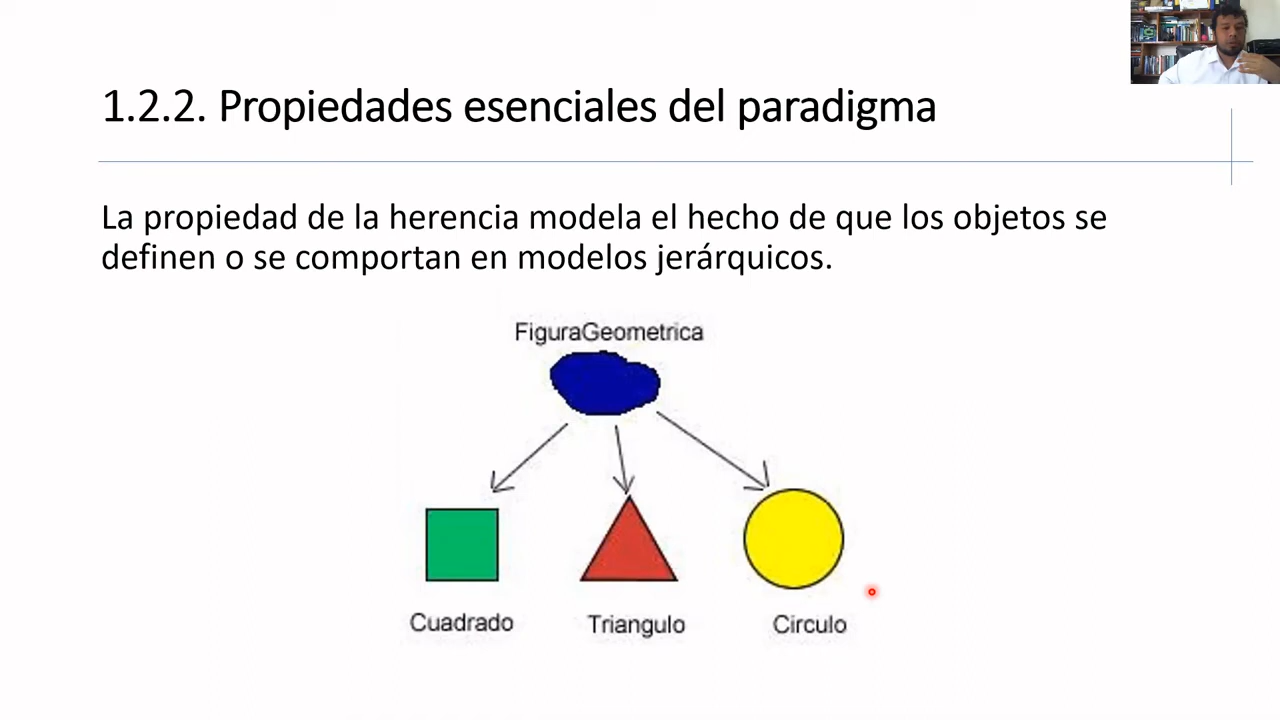 1.2.2. Propiedades esenciales del paradigma
La propiedad de la herencia modela el hecho de que los objetos se
definen o se comportan en modelos jerárquicos.
FiguraGeometrica
Cuadrado
Triangulo
Circulo